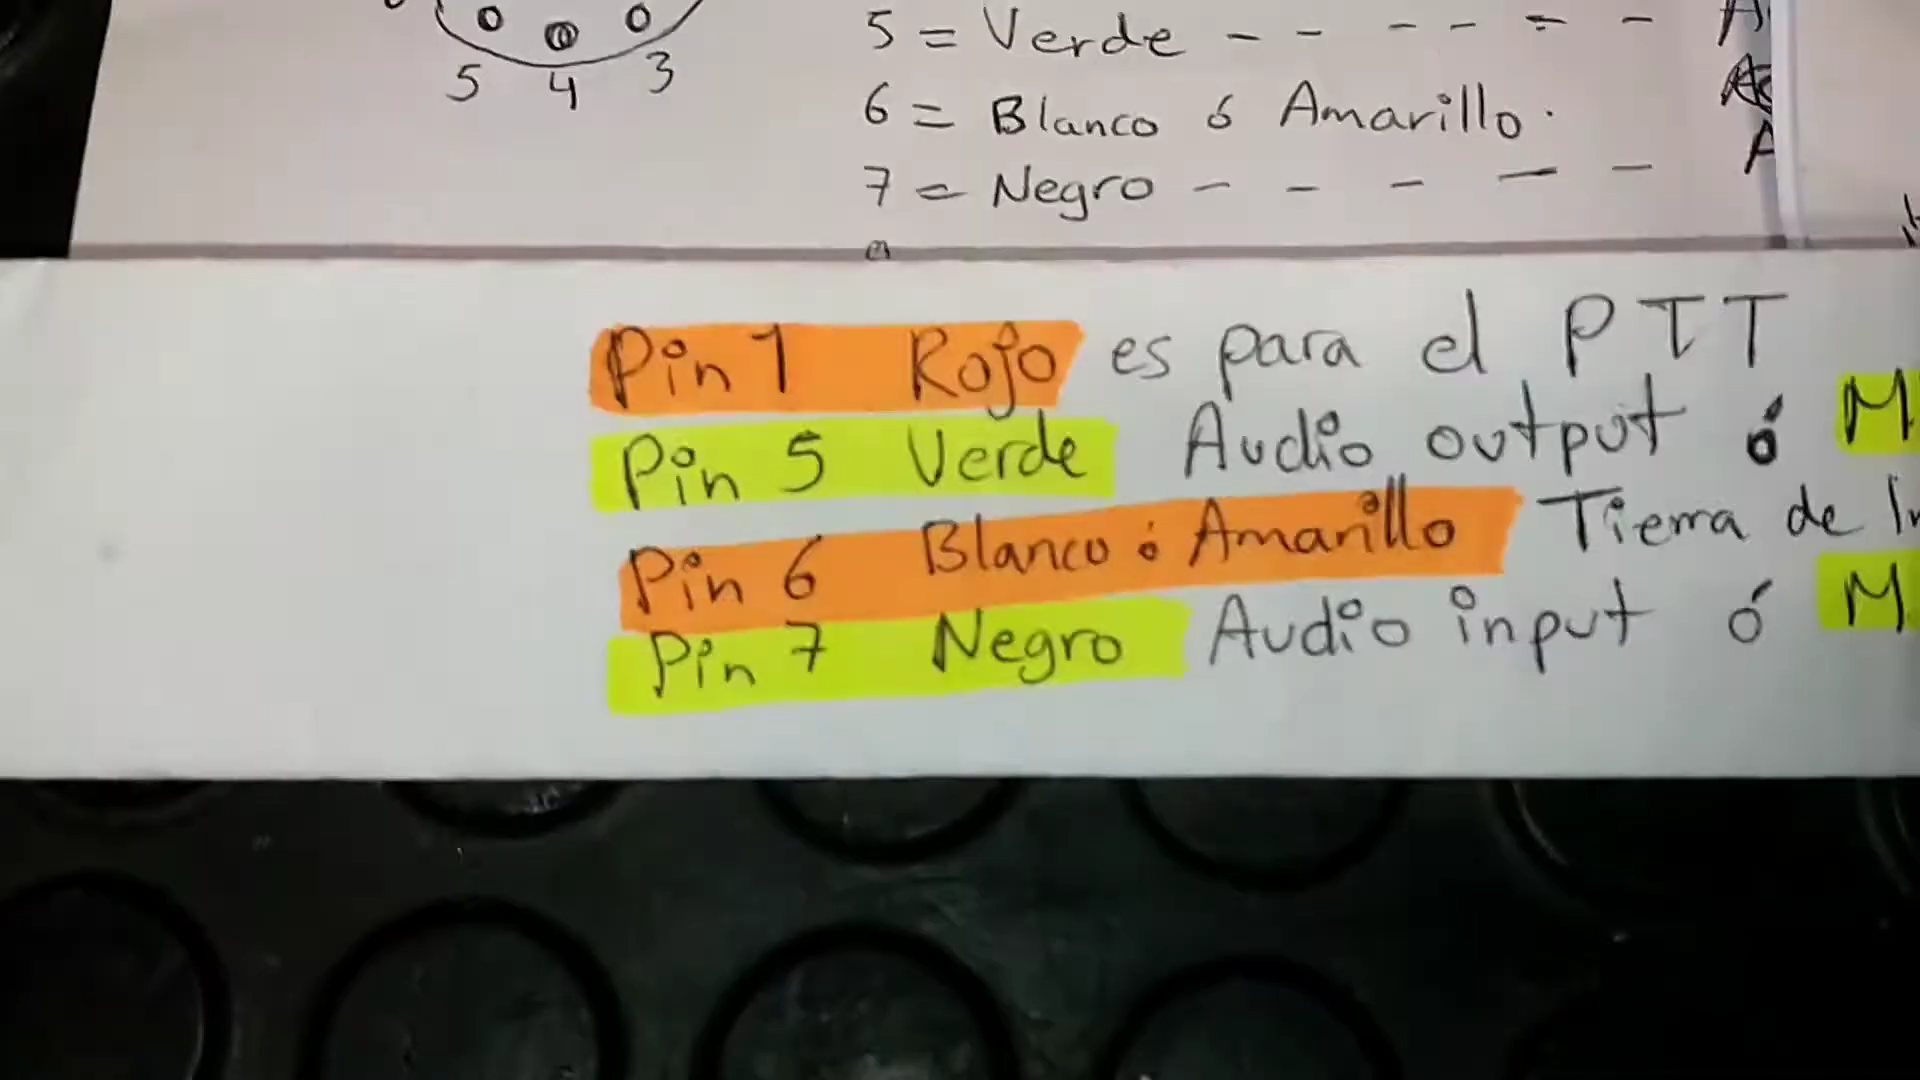 5 4 3
5 = Verde - - - - - -
6 = Blanco ó Amarillo.
7 = Negro - - - - -
Pin 1 Rojo es para el PTT
Pin 5 Verde Audio output ó
Pin 6 Blanco ó Amarillo Tierra de
Pin 7 Negro Audio input ó